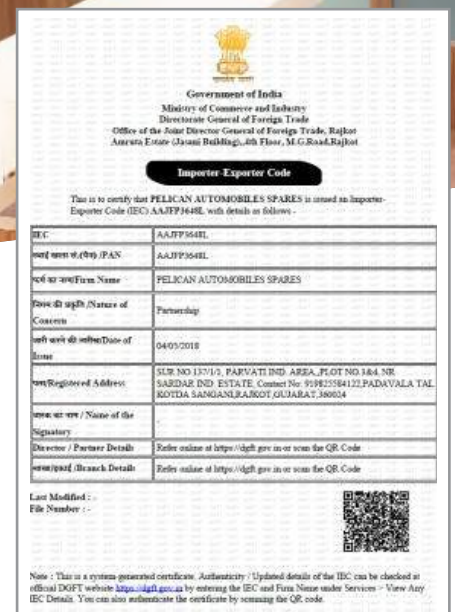 Government of India
Ministry of Commerce and Industry
Directorate General of Foreign Trade
Office of the Joint Director General of Foreign Trade, Rajkot
Amruta Estate (Jasani Building),,4th Floor, M.G.Road,Rajkot
Importer-Exporter Code
This is to certify that PELICAN AUTOMOBILES SPARES is issued an Importer-
Exporter Code (IEC) AAJFP3648L with details as follows -
IEC AAJFP3648L
स्थाई खाता सं.(पैन) /PAN AAJFP3648L
फर्म का नाम/Firm Name PELICAN AUTOMOBILES SPARES
/Nature of
Concern Partnership
जारी करने की तारीख/Date of
Issue 04/05/2018
पता/Registered Address SUR NO 137/1/2, PARVATI IND. AREA,,PLOT NO.3&4, NR
SARDAR IND. ESTATE, Contact No: 919825584122,PADAVALA TAL
KOTDA SANGANI,RAJKOT,GUJARAT,360024
धारक का नाम / Name of the
Signatory -
Director / Partner Details Refer online at https://dgft.gov.in or scan the QR Code
शाखा/इकाई /Branch Details Refer online at https://dgft.gov.in or scan the QR Code
Last Modified : -
File Number : -
Note : This is a system-generated certificate. Authenticity / Updated details of the IEC can be checked at
official DGFT website https://dgft.gov.in by entering the IEC and Firm Name under Services > View Any
IEC Details. You can also authenticate the certificate by scanning the QR code.